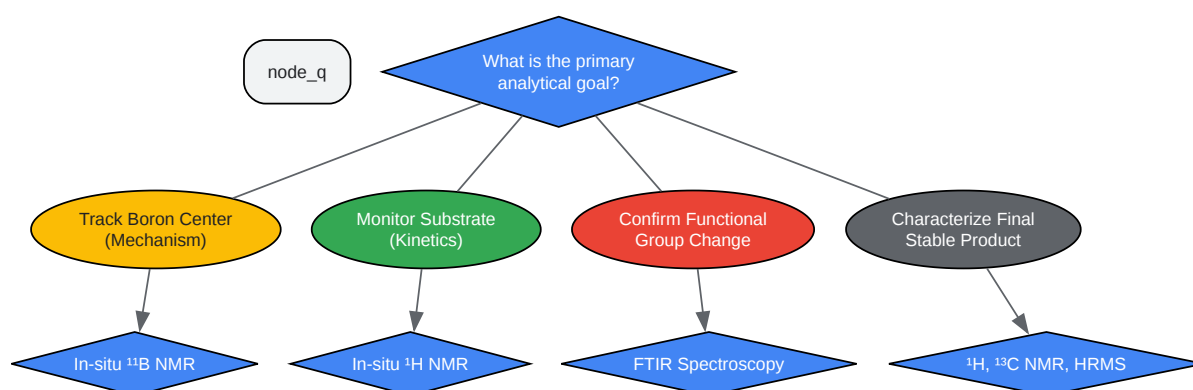 node_q
What is the primary
analytical goal?
Track Boron Center
(Mechanism)
Monitor Substrate
(Kinetics)
Confirm Functional
Group Change
Characterize Final
Stable Product
In-situ ¹¹B NMR
In-situ ¹H NMR
FTIR Spectroscopy
¹H, ¹³C NMR, HRMS